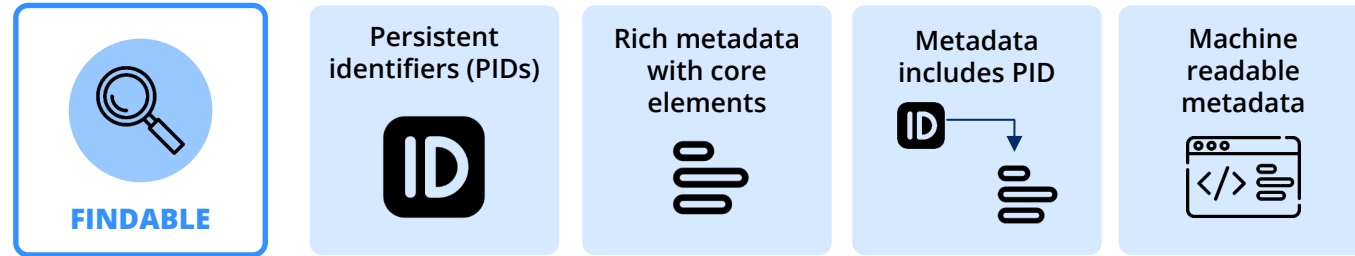 FINDABLE
Persistent
identifiers (PIDs)
ID
Rich metadata
with core
elements
Metadata
includes PID
ID
Machine
readable
metadata
</>